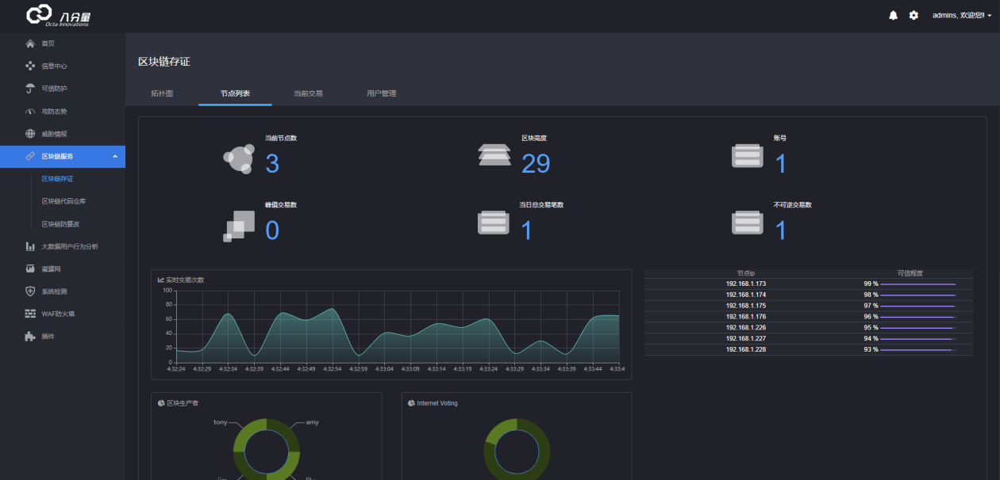 八分量
Octa Innovations
admins, 欢迎您!
首页
信息中心
可信防护
攻防态势
威胁情报
区块链服务
区块链存证
区块链代码仓库
区块链防篡改
大数据用户行为分析
蜜罐网
系统检测
WAF防火墙
插件
区块链存证
拓扑图 节点列表 当前交易 用户管理
当前节点数
3
区块高度
29
账号
1
峰值交易数
0
当日总交易笔数
1
不可逆交易数
1
实时交易次数
100
80
60
40
20
0
4:32:24 4:32:29 4:32:34 4:32:39 4:32:44 4:32:49 4:32:54 4:32:59 4:33:04 4:33:09 4:33:14 4:33:19 4:33:24 4:33:29 4:33:34 4:33:39 4:33:44 4:33:4
节点ip 可信程度
192.168.1.173 99 %
192.168.1.174 98 %
192.168.1.175 97 %
192.168.1.176 96 %
192.168.1.226 95 %
192.168.1.227 94 %
192.168.1.228 93 %
区块生产者
tony amy
Internet Voting